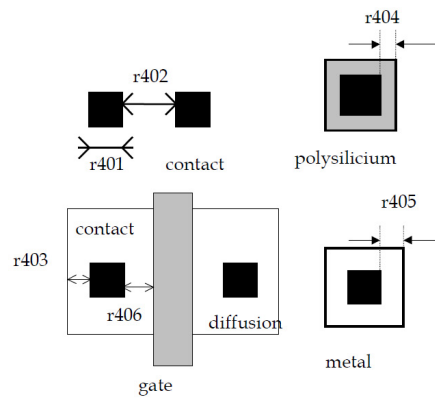 r404
r402
r401
contact
polysilicium
r405
contact
r403
r406
diffusion
metal
gate